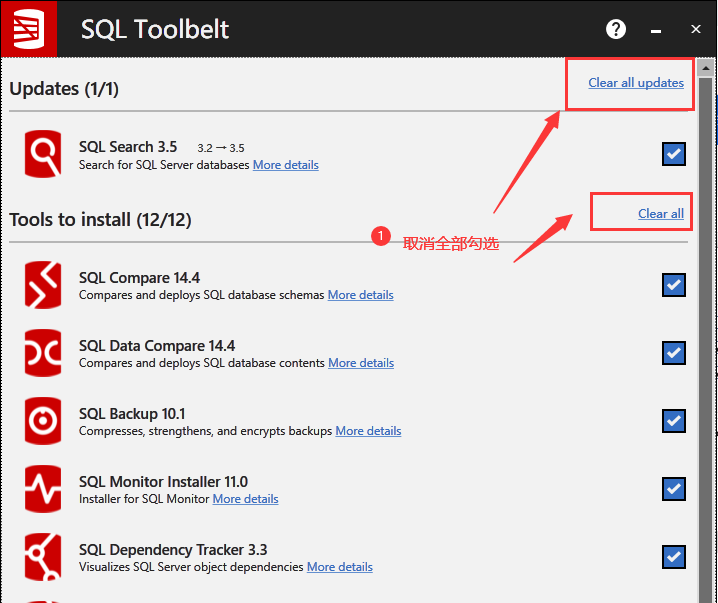 SQL Toolbelt
Updates (1/1)
Clear all updates
SQL Search 3.5 3.2 → 3.5
Search for SQL Server databases More details
Tools to install (12/12)
Clear all
1 取消全部勾选
SQL Compare 14.4
Compares and deploys SQL database schemas More details
SQL Data Compare 14.4
Compares and deploys SQL database contents More details
SQL Backup 10.1
Compresses, strengthens, and encrypts backups More details
SQL Monitor Installer 11.0
Installer for SQL Monitor More details
SQL Dependency Tracker 3.3
Visualizes SQL Server object dependencies More details